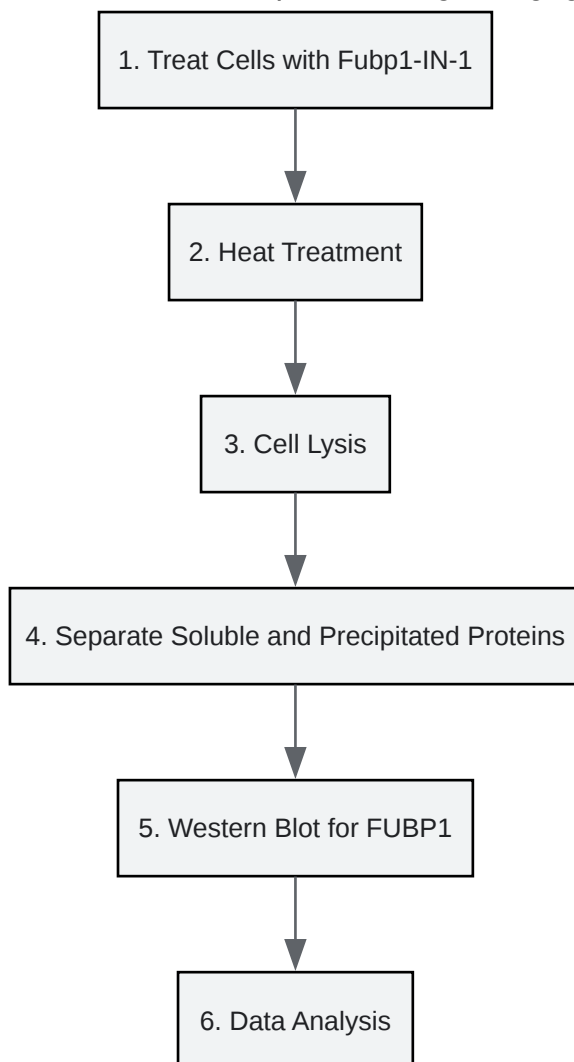 1. Treat Cells with Fubp1-IN-1
2. Heat Treatment
3. Cell Lysis
4. Separate Soluble and Precipitated Proteins
5. Western Blot for FUBP1
6. Data Analysis